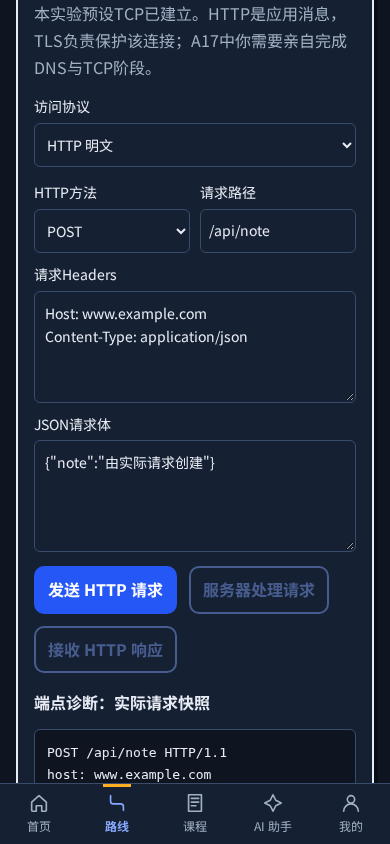 本实验预设TCP已建立。HTTP是应用消息，
TLS负责保护该连接；A17中你需要亲自完成
DNS与TCP阶段。
访问协议
HTTP 明文
HTTP方法
请求路径
POST
/api/note
请求Headers
Host: www.example.com
Content-Type: application/json
JSON请求体
{"note":"由实际请求创建"}
发送 HTTP 请求
服务器处理请求
接收 HTTP 响应
端点诊断：实际请求快照
POST /api/note HTTP/1.1
host: www.example.com
首页
路线
课程
AI 助手
我的